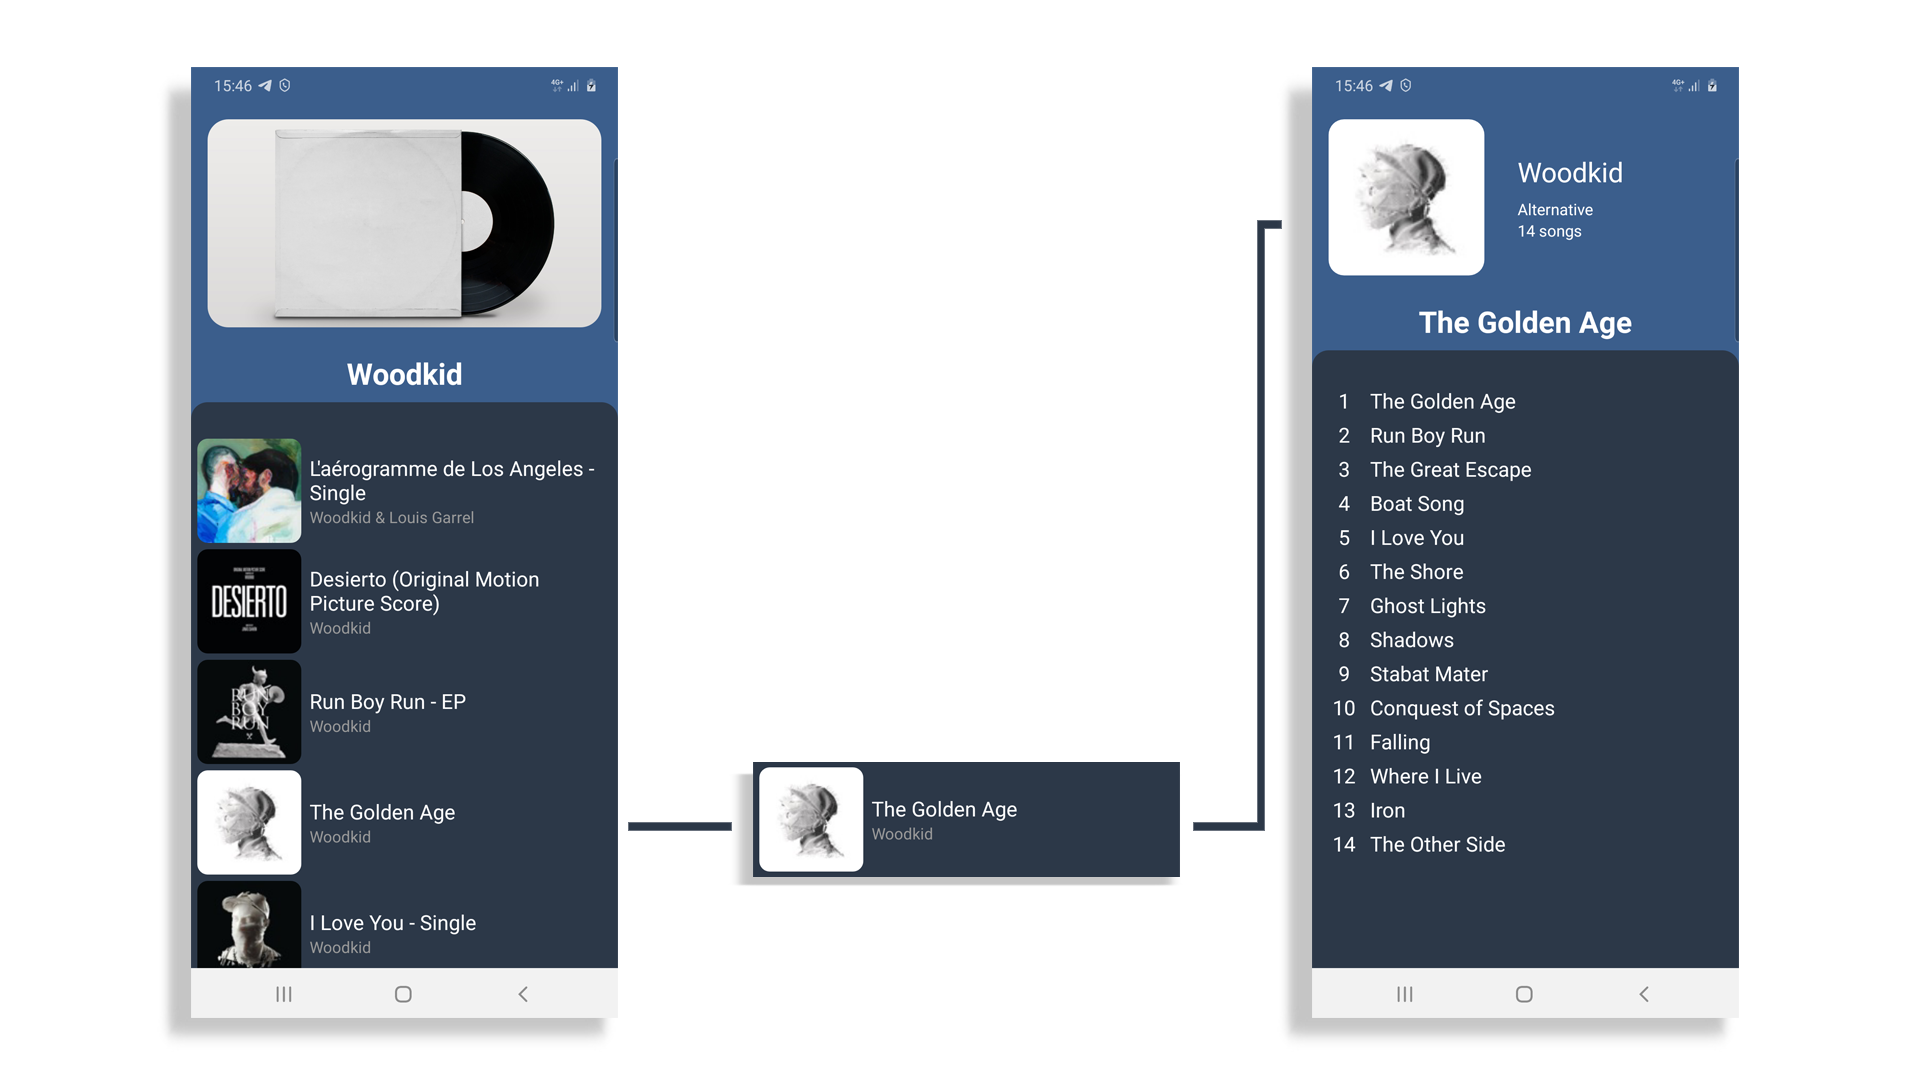 15:46
4G+
Woodkid
L'aérogramme de Los Angeles -
Single
Woodkid & Louis Garrel
DESIERTO
Desierto (Original Motion
Picture Score)
Woodkid
RUN
BOY
RUN
Run Boy Run - EP
Woodkid
The Golden Age
Woodkid
I Love You - Single
Woodkid
The Golden Age
Woodkid
15:46
4G+
Woodkid
Alternative
14 songs
The Golden Age
1 The Golden Age
2 Run Boy Run
3 The Great Escape
4 Boat Song
5 I Love You
6 The Shore
7 Ghost Lights
8 Shadows
9 Stabat Mater
10 Conquest of Spaces
11 Falling
12 Where I Live
13 Iron
14 The Other Side